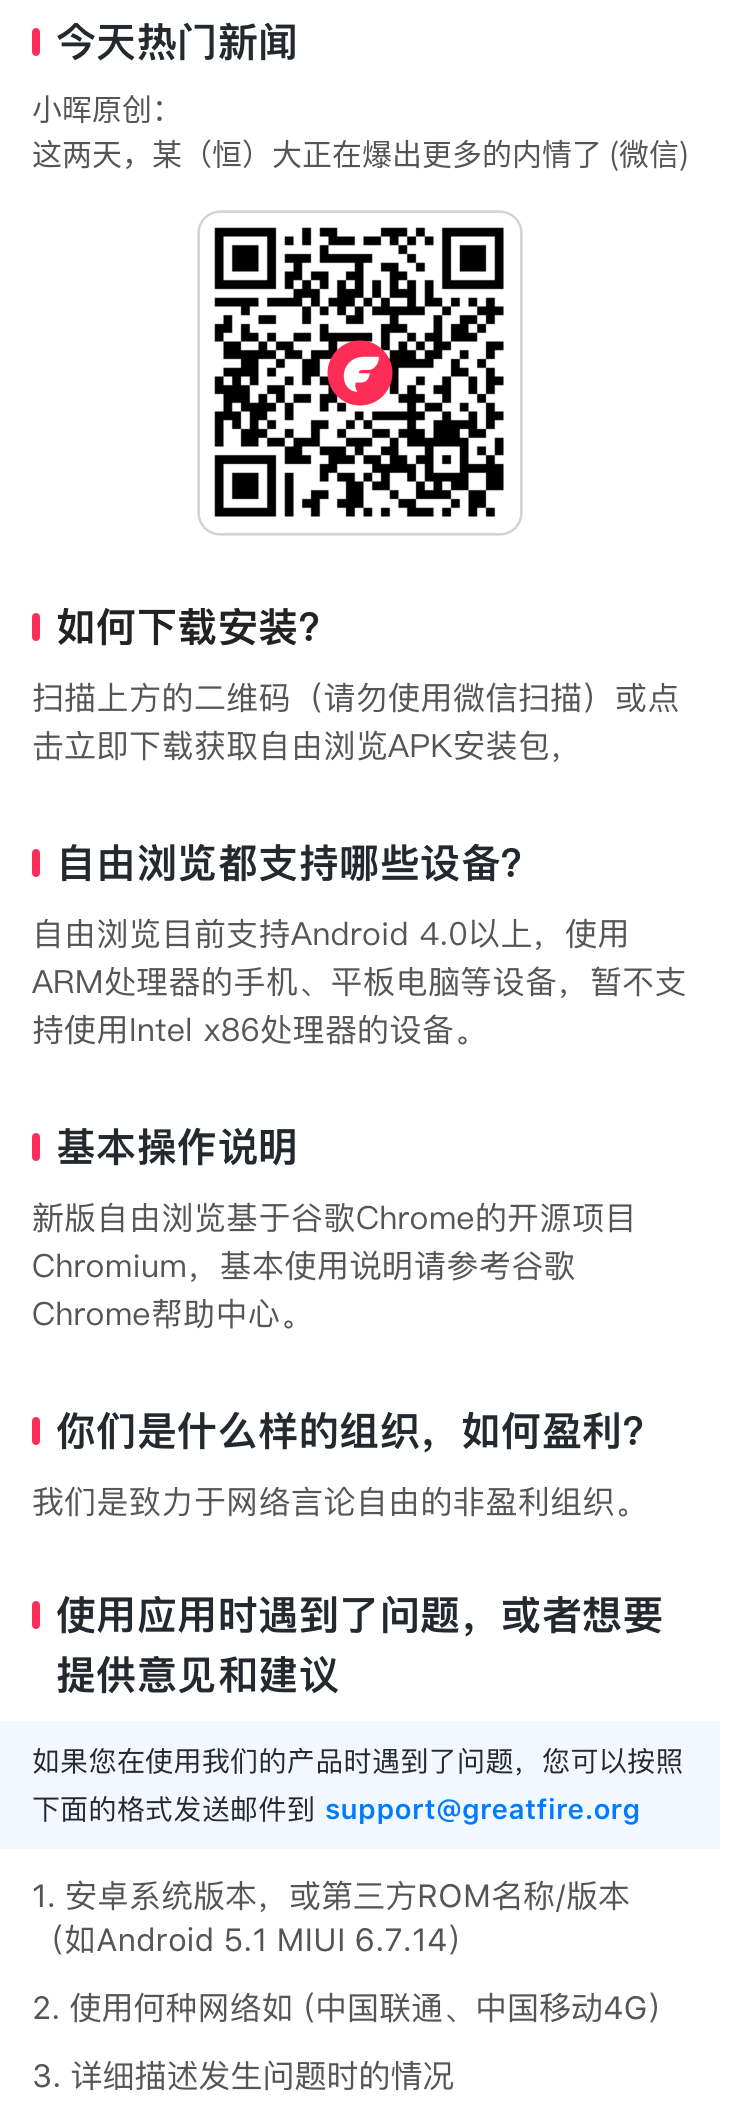 今天热门新闻
小晖原创：
这两天，某（恒）大正在爆出更多的内情了 (微信)
如何下载安装?
扫描上方的二维码（请勿使用微信扫描）或点
击立即下载获取自由浏览APK安装包，
自由浏览都支持哪些设备?
自由浏览目前支持Android 4.0以上，使用
ARM处理器的手机、平板电脑等设备，暂不支
持使用Intel x86处理器的设备。
基本操作说明
新版自由浏览基于谷歌Chrome的开源项目
Chromium，基本使用说明请参考谷歌
Chrome帮助中心。
你们是什么样的组织，如何盈利?
我们是致力于网络言论自由的非盈利组织。
使用应用时遇到了问题，或者想要
提供意见和建议
如果您在使用我们的产品时遇到了问题，您可以按照
下面的格式发送邮件到 support@greatfire.org
1. 安卓系统版本，或第三方ROM名称/版本
（如Android 5.1 MIUI 6.7.14）
2. 使用何种网络如 (中国联通、中国移动4G）
3. 详细描述发生问题时的情况